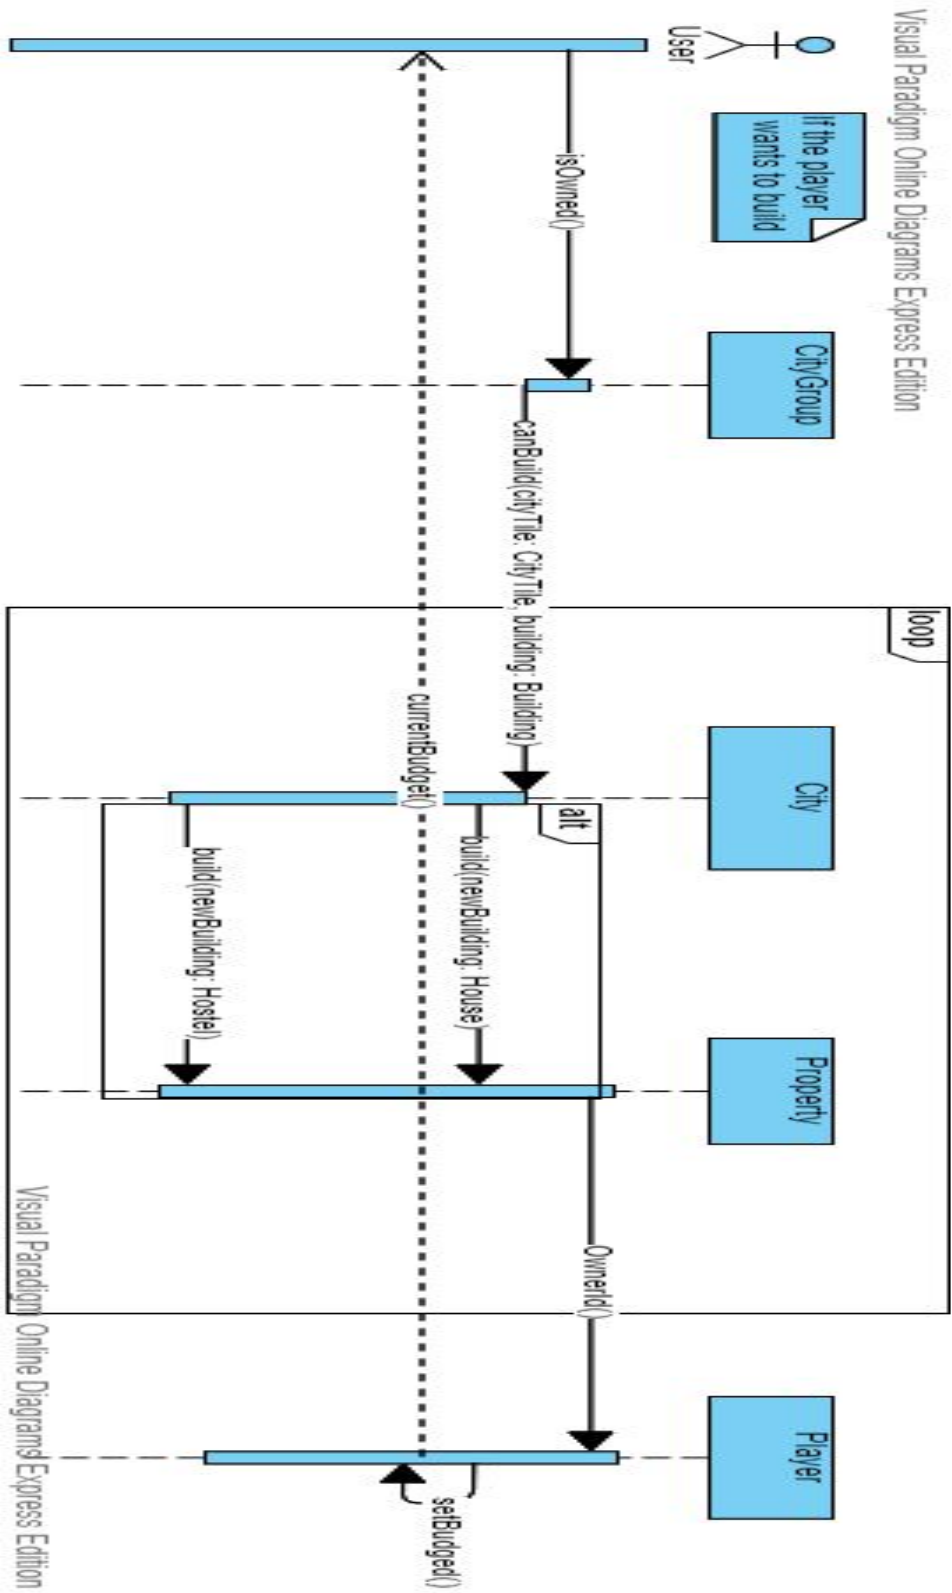 Visual Paradigm Online Diagrams Express Edition
User
If the player
wants to build
CityGroup
loop
City
Property
Player
isOwned()
OwnerId()
canBuild(cityTile: CityTile, building: Building)
alt
build(newBuilding: House)
setBudged()
currentBudget()
build(newBuilding: Hostel)
Visual Paradigm Online Diagrams Express Edition